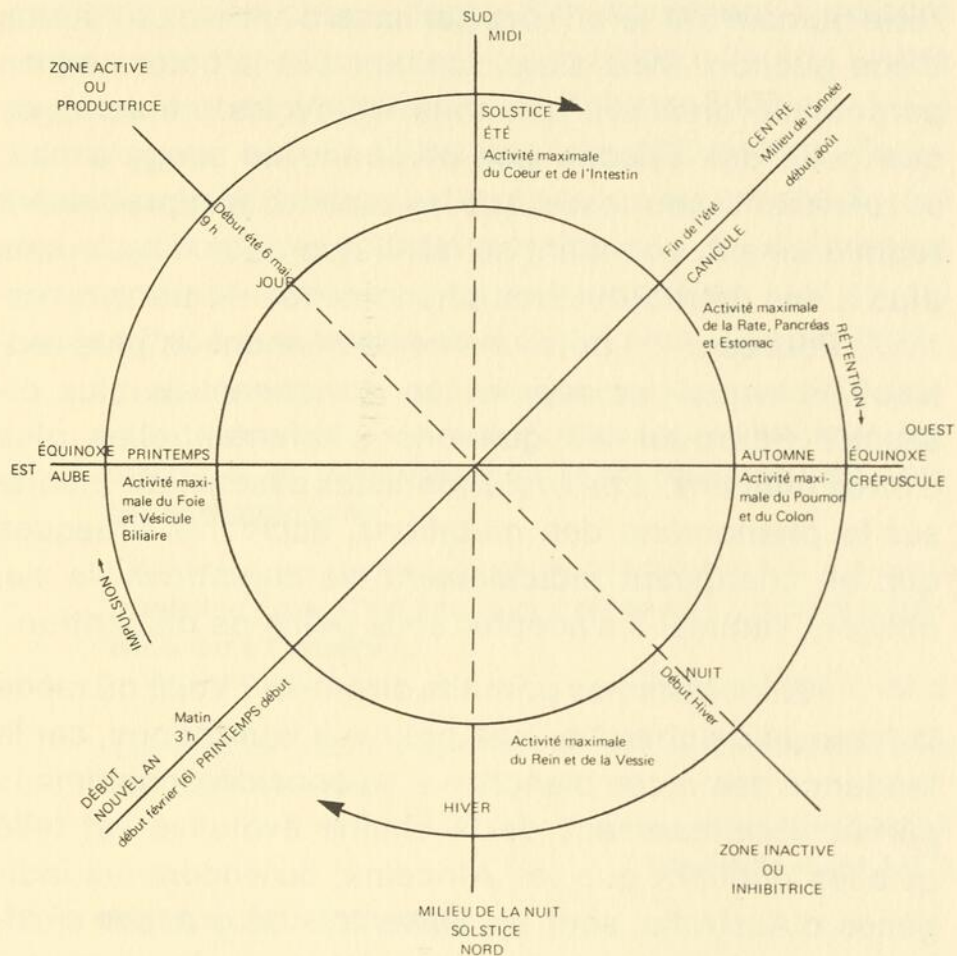 SUD
MIDI
ZONE ACTIVE
OU
PRODUCTRICE
SOLSTICE
ÉTÉ
Activité maximale
du Coeur et de l'Intestin
CENTRE
Milieu de l'année
début août
9 h
Début été 6 mai
JOUR
Fin de l'été
CANICULE
Activité maximale
de la Rate, Pancréas
et Estomac
RÉTENTION →
OUEST
EST
ÉQUINOXE
PRINTEMPS
AUTOMNE
ÉQUINOXE
AUBE
CRÉPUSCULE
Activité maxi-
male du Foie
et Vésicule
Biliaire
Activité maxi-
male du Poumon
et du Colon
IMPULSION →
NUIT
Début Hiver
Matin
3 h
DÉBUT
NOUVEL AN
début février (6) PRINTEMPS début
Activité maximale
du Rein et de la Vessie
HIVER
ZONE INACTIVE
OU
INHIBITRICE
MILIEU DE LA NUIT
SOLSTICE
NORD